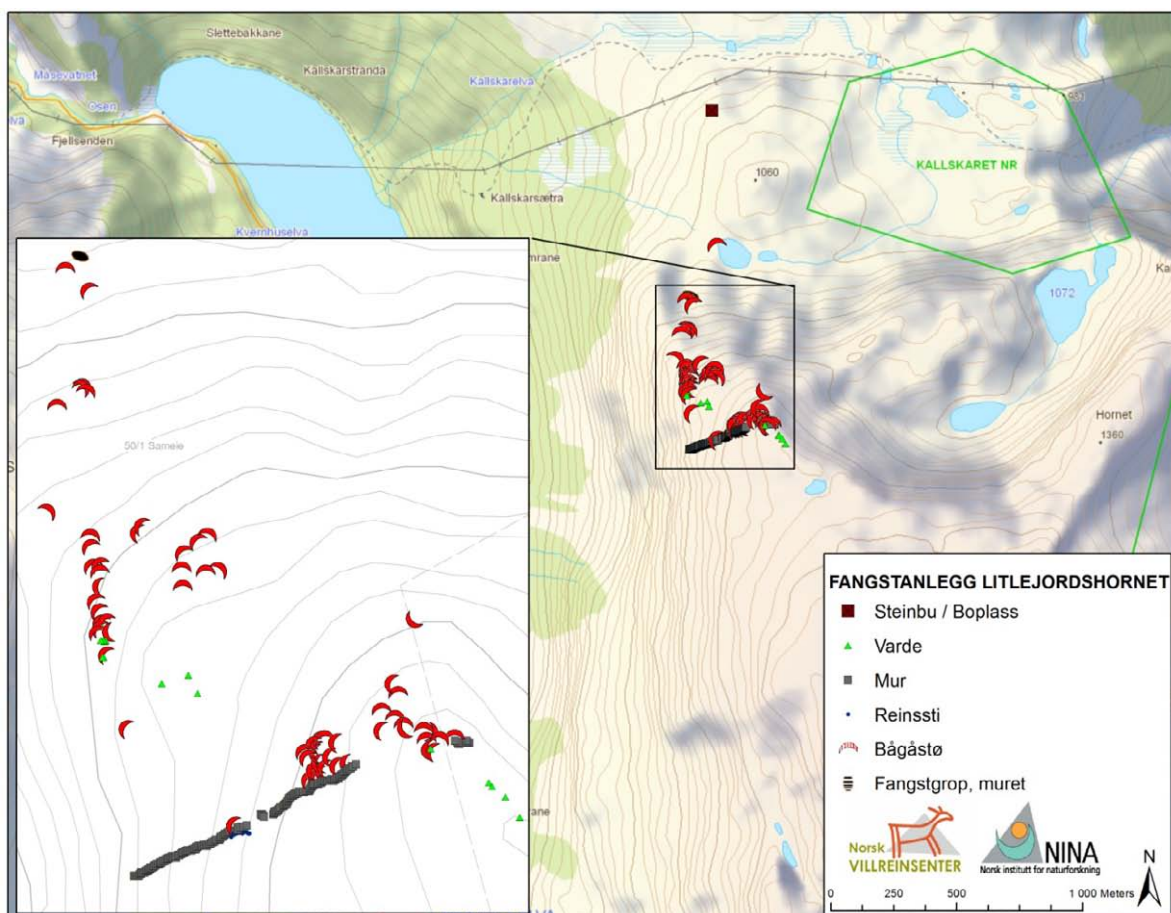 Slettebakkane
Måsevatnet
Osen
Fjellsenden
Kallskarstranda
Kallskarelva
Kallskarsætra
Kvernhuselva
1060
KALLSKARET NR
1072
Hornet
1360
50/1 Sameie
FANGSTANLEGG LITLEJORDSHORNET
Steinbu / Boplass
Varde
Mur
Reinssti
Bågåstø
Fangstgrop, muret
Norsk
VILLREINSENTER
NINA
Norsk institutt for naturforskning
N
0 250 500 1 000 Meters